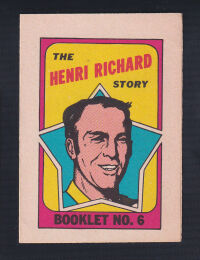 THE
HENRI RICHARD
STORY
BOOKLET NO. 6